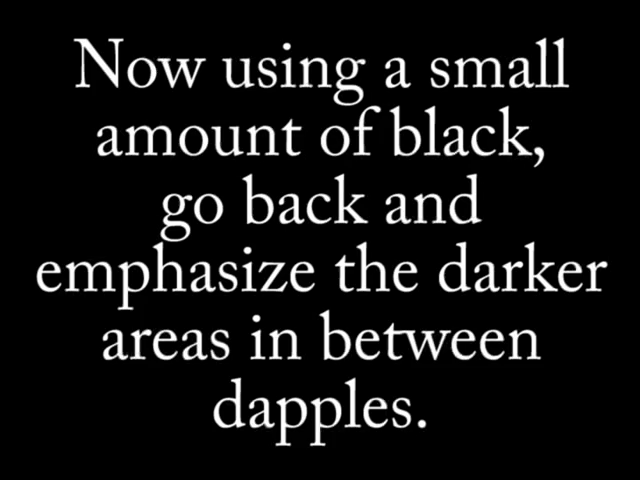 Now using a small
amount of black,
go back and
emphasize the darker
areas in between
dapples.